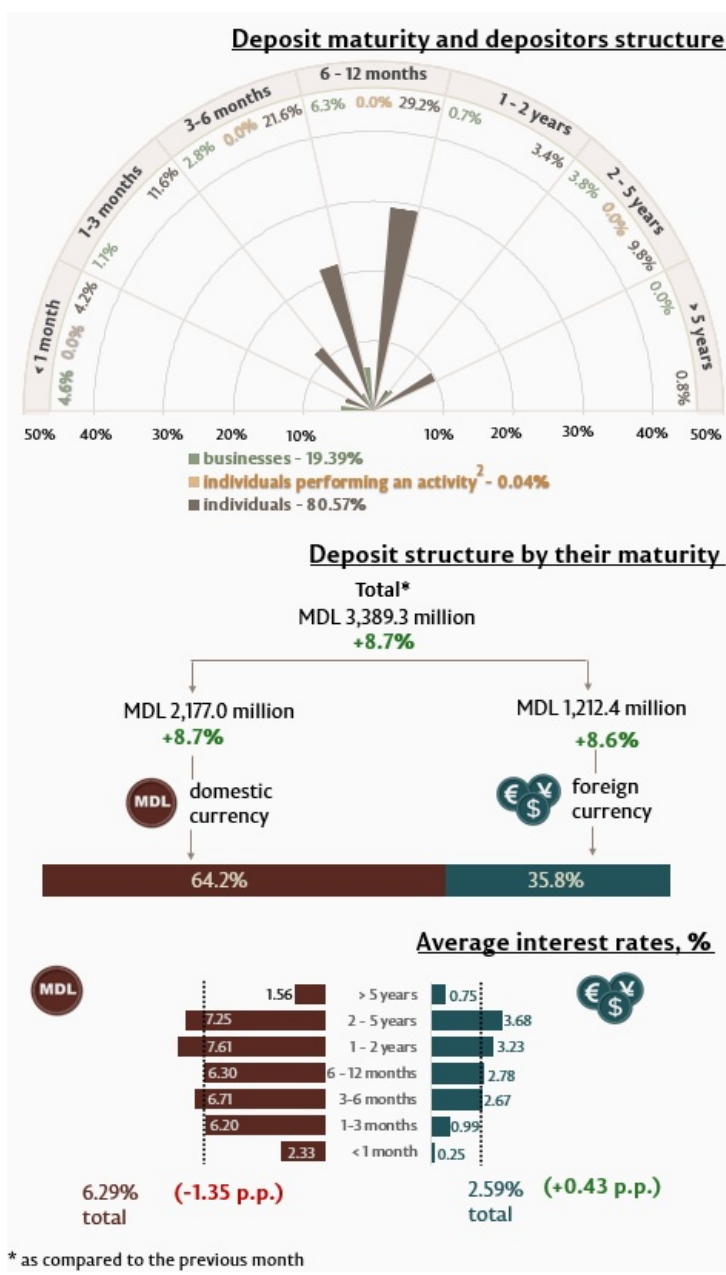 Deposit maturity and depositors structure
< 1 month
1-3 months
3-6 months
6 - 12 months
1 - 2 years
2 - 5 years
> 5 years
4.6% 0.0% 4.2%
1.1% 11.6%
2.8% 0.0% 21.6%
6.3% 0.0% 29.2%
0.7% 3.4%
3.8% 0.0% 9.8%
0.0% 0.8%
50% 40% 30% 20% 10% 10% 20% 30% 40% 50%
businesses - 19.39%
individuals performing an activity2 - 0.04%
individuals - 80.57%
Deposit structure by their maturity
Total*
MDL 3,389.3 million
+8.7%
MDL 2,177.0 million
+8.7%
MDL 1,212.4 million
+8.6%
MDL
domestic
currency
€ ¥ $
foreign
currency
64.2% 35.8%
Average interest rates, %
MDL
€ ¥ $
1.56 > 5 years 0.75
7.25 2 - 5 years 3.68
7.61 1 - 2 years 3.23
6.30 6 - 12 months 2.78
6.71 3-6 months 2.67
6.20 1-3 months 0.99
2.33 < 1 month 0.25
6.29% (-1.35 p.p.)
total
2.59% (+0.43 p.p.)
total
* as compared to the previous month